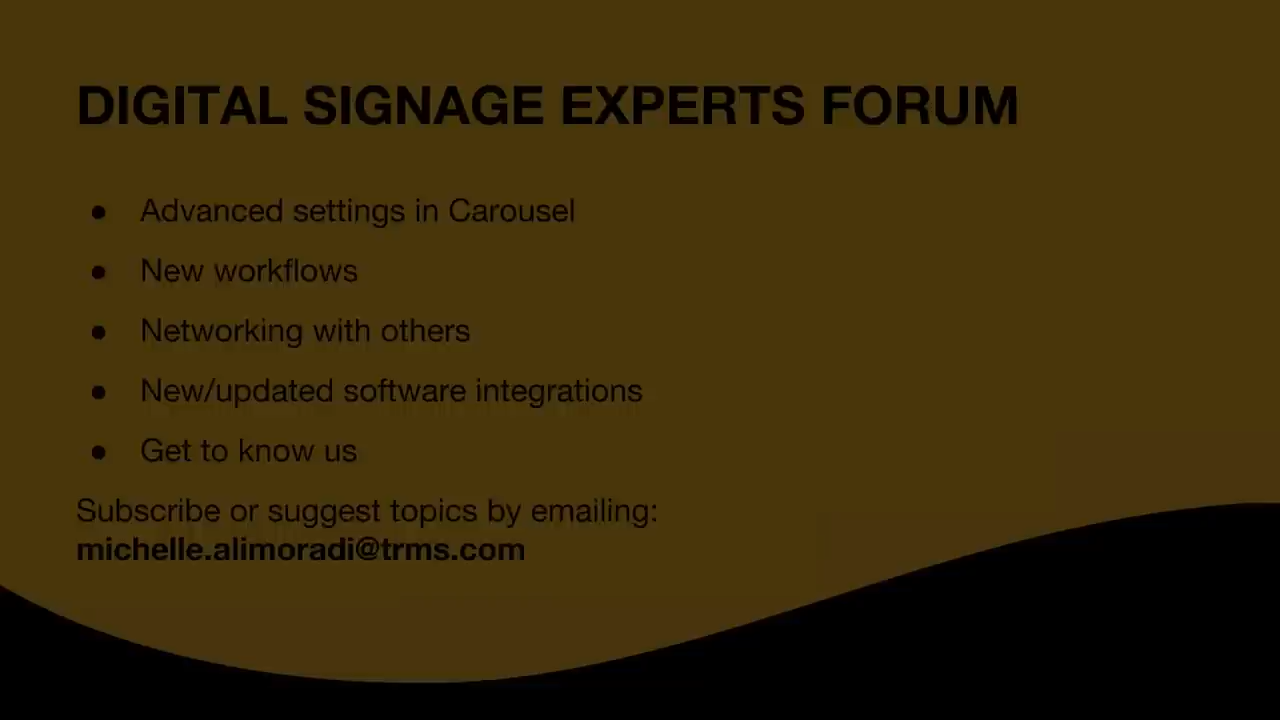 DIGITAL SIGNAGE EXPERTS FORUM
● Advanced settings in Carousel
● New workflows
● Networking with others
● New/updated software integrations
● Get to know us
Subscribe or suggest topics by emailing:
michelle.alimoradi@trms.com